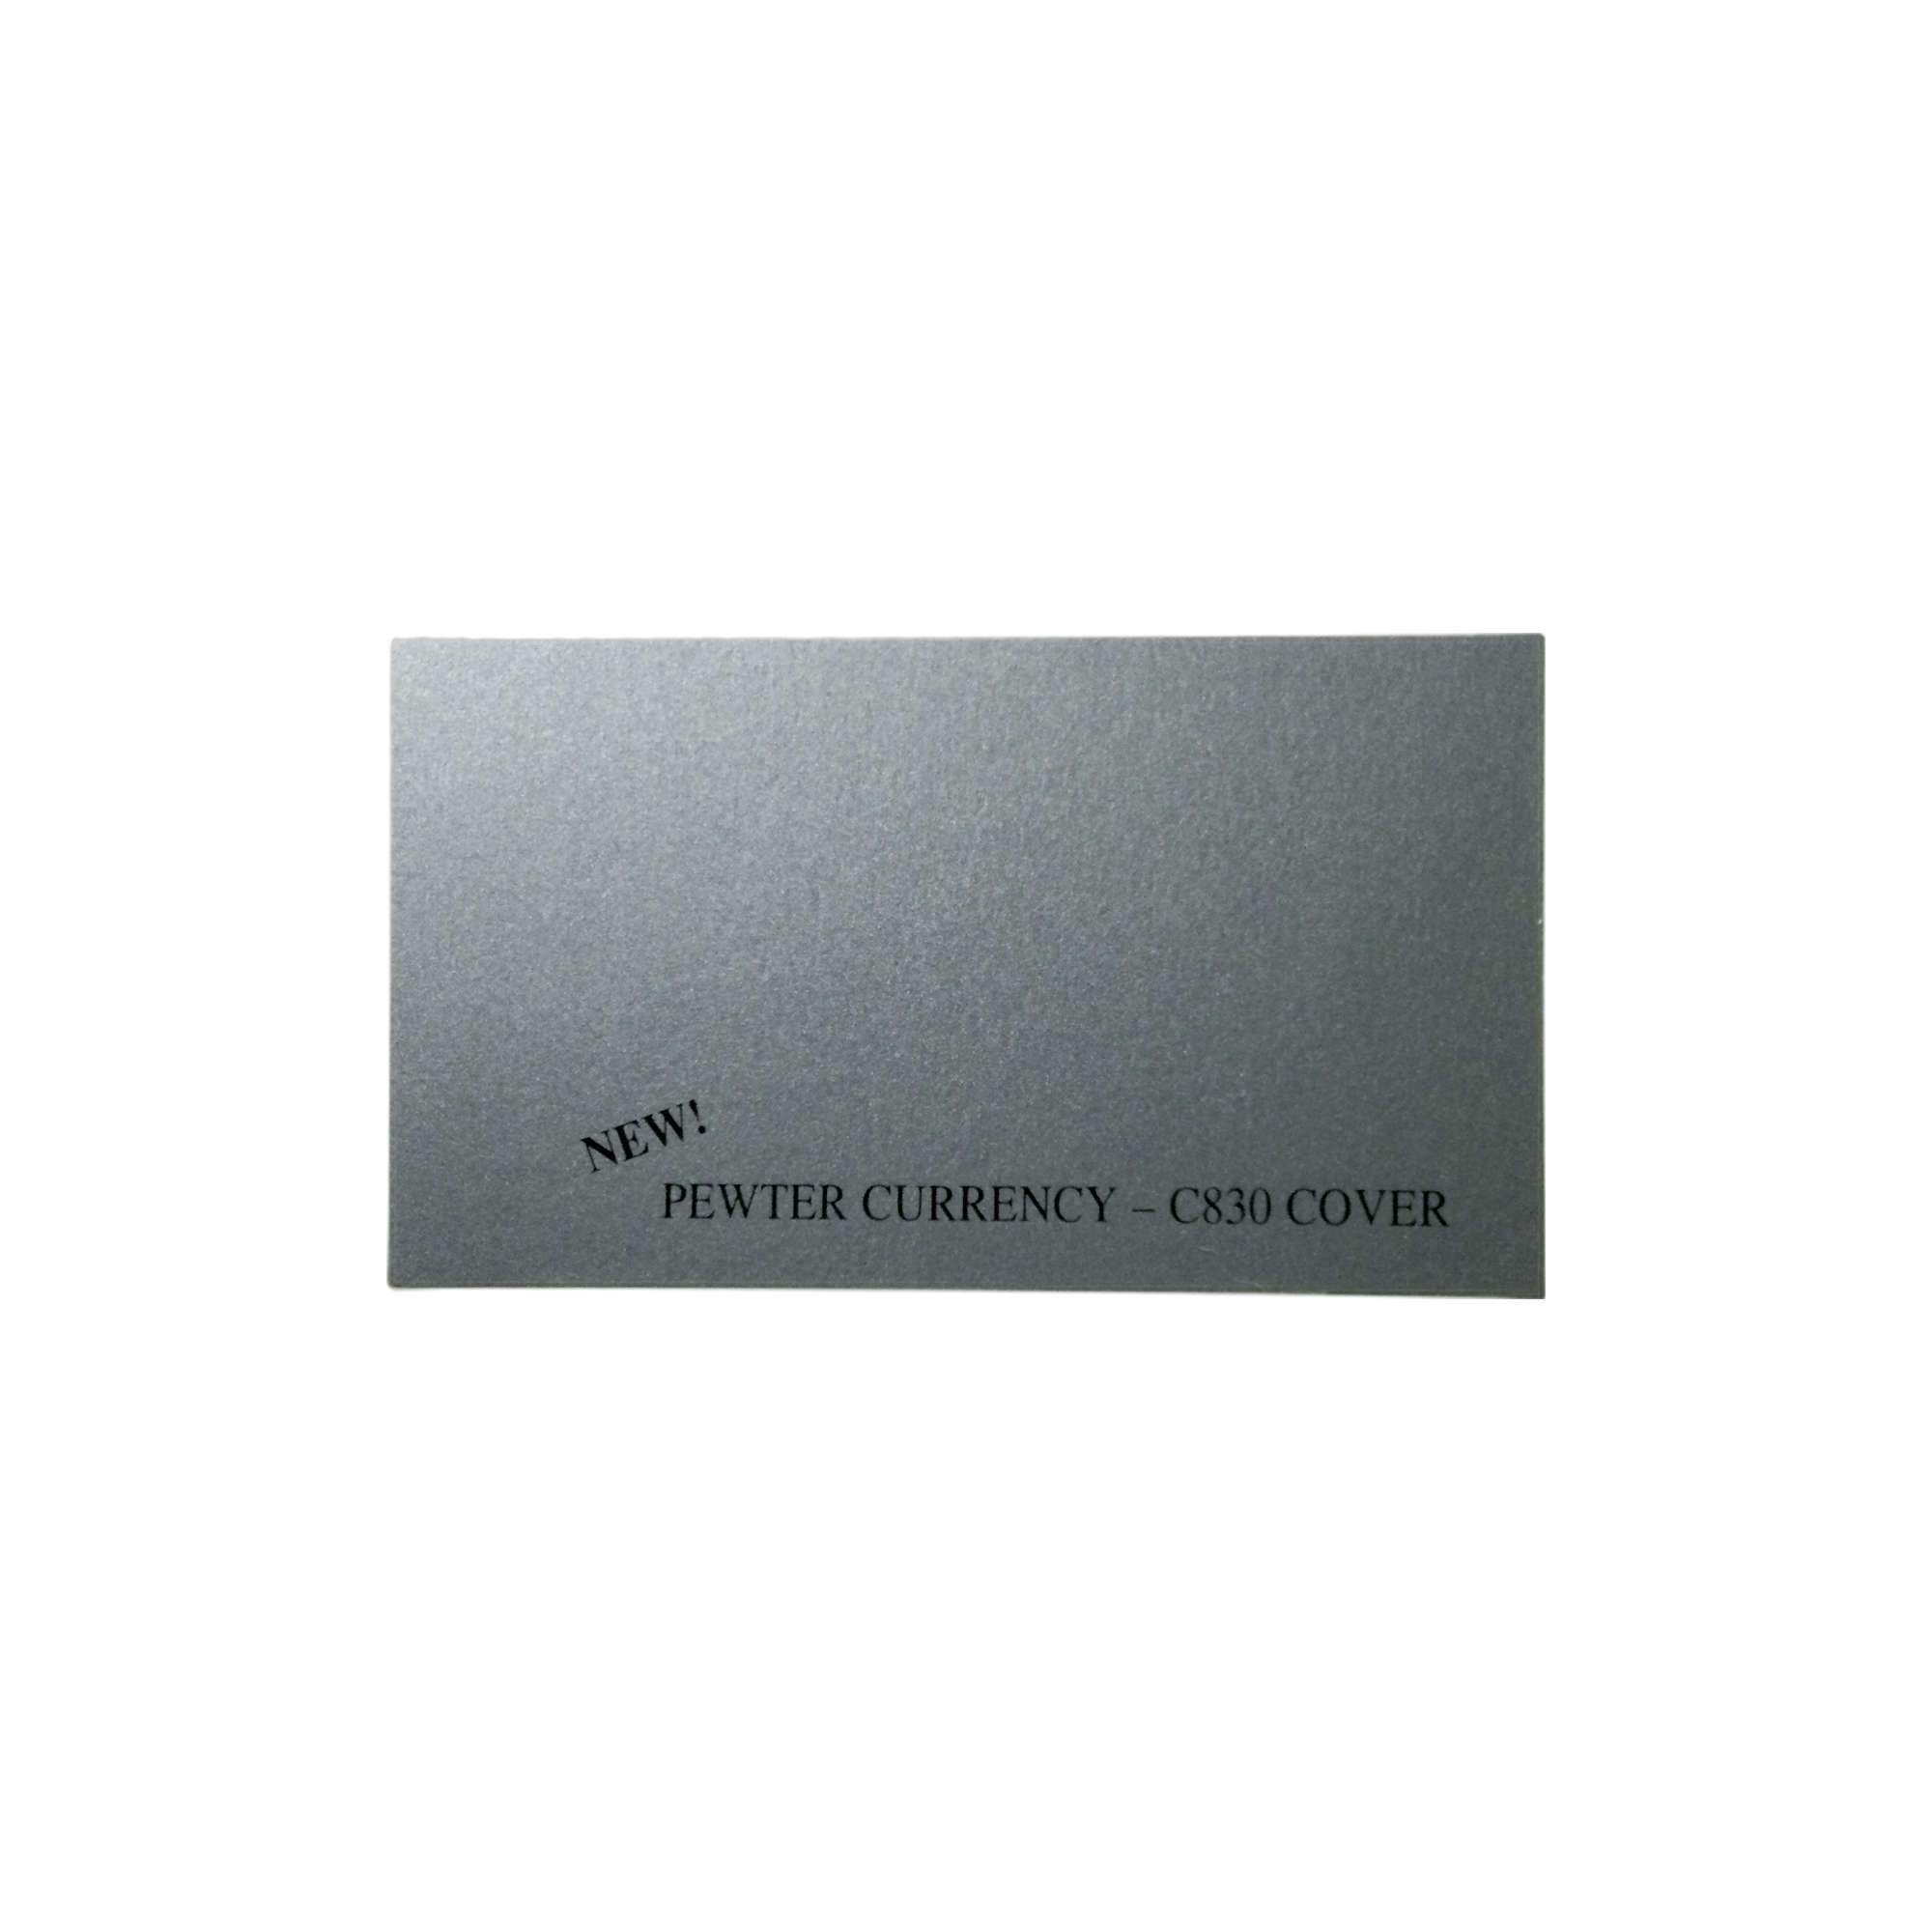 NEW!
PEWTER CURRENCY – C830 COVER